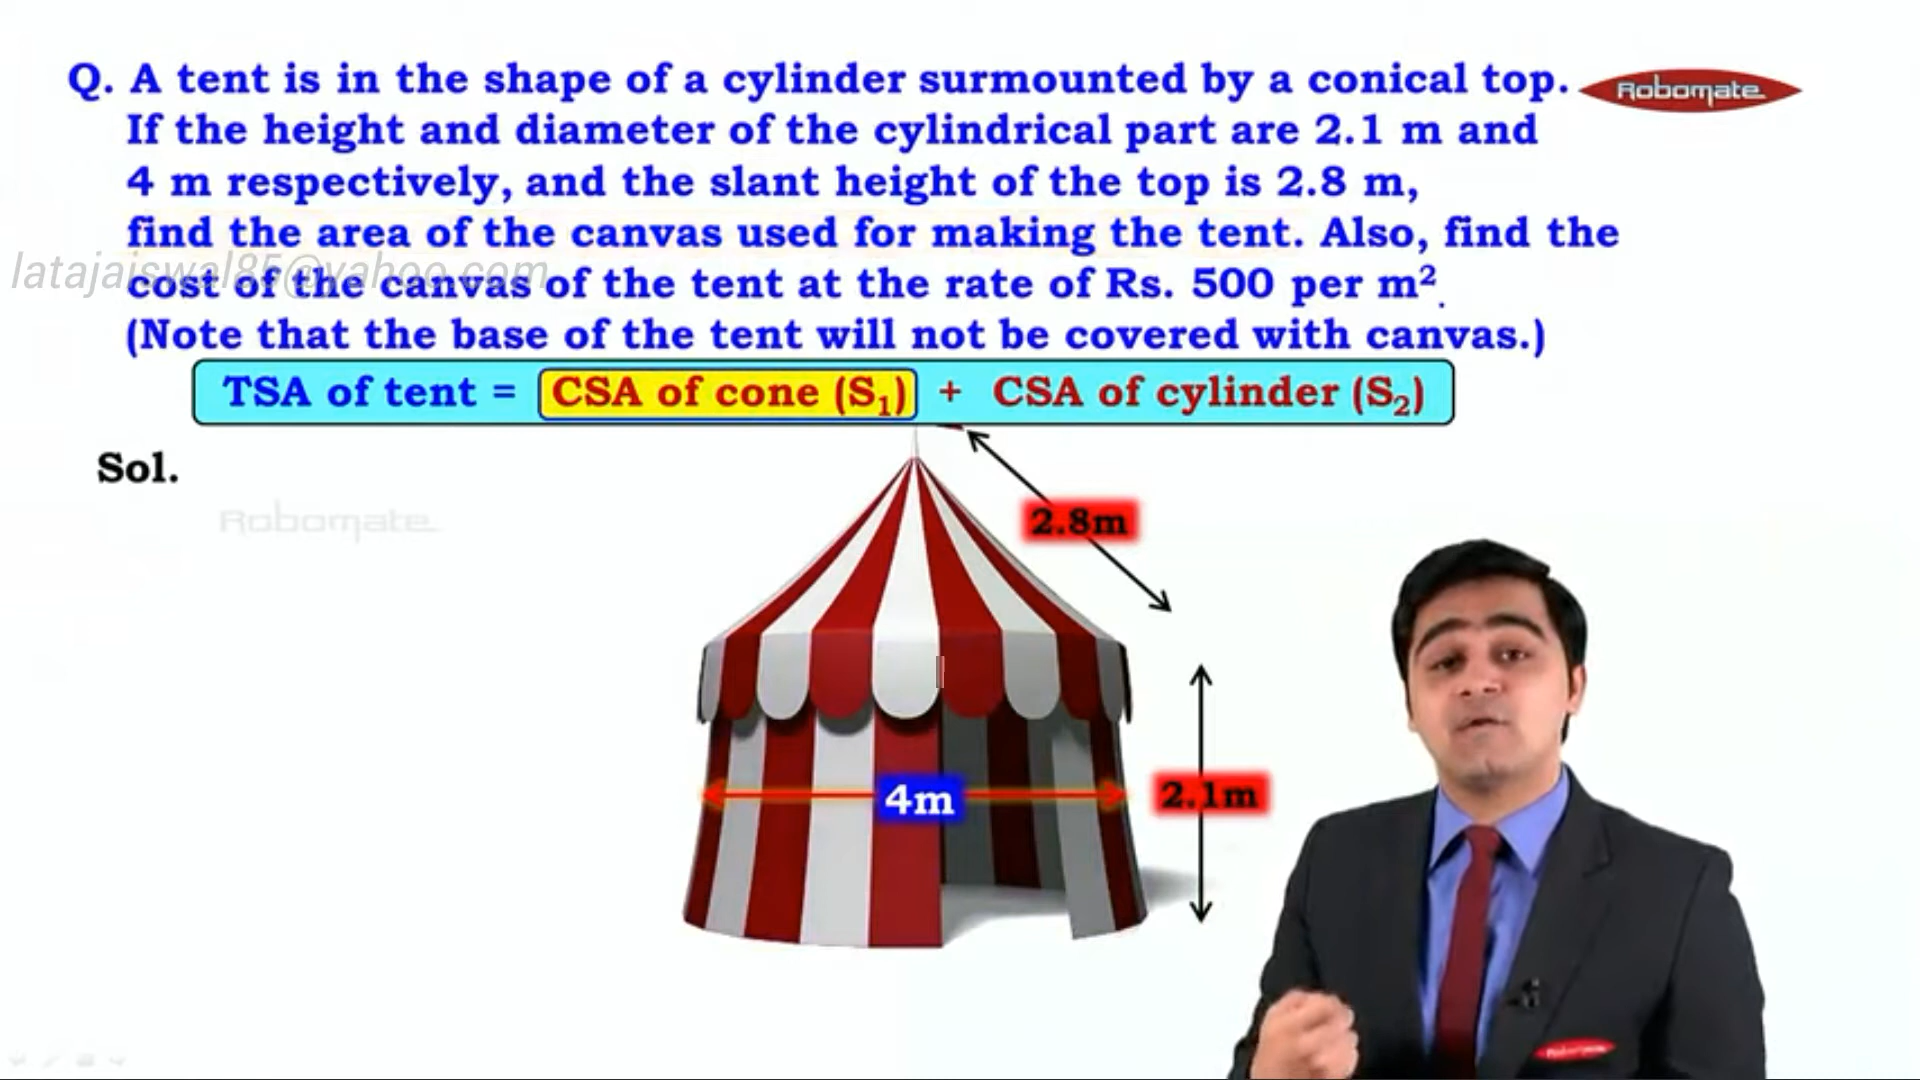 Q. A tent is in the shape of a cylinder surmounted by a conical top.
Robomate
If the height and diameter of the cylindrical part are 2.1 m and
4 m respectively, and the slant height of the top is 2.8 m,
find the area of the canvas used for making the tent. Also, find the
latajaiswal85@yahoo.com
cost of the canvas of the tent at the rate of Rs. 500 per m².
(Note that the base of the tent will not be covered with canvas.)
TSA of tent = CSA of cone (S₁) + CSA of cylinder (S₂)
Sol.
Robomate
2.8m
4m
2.1m
Robomate